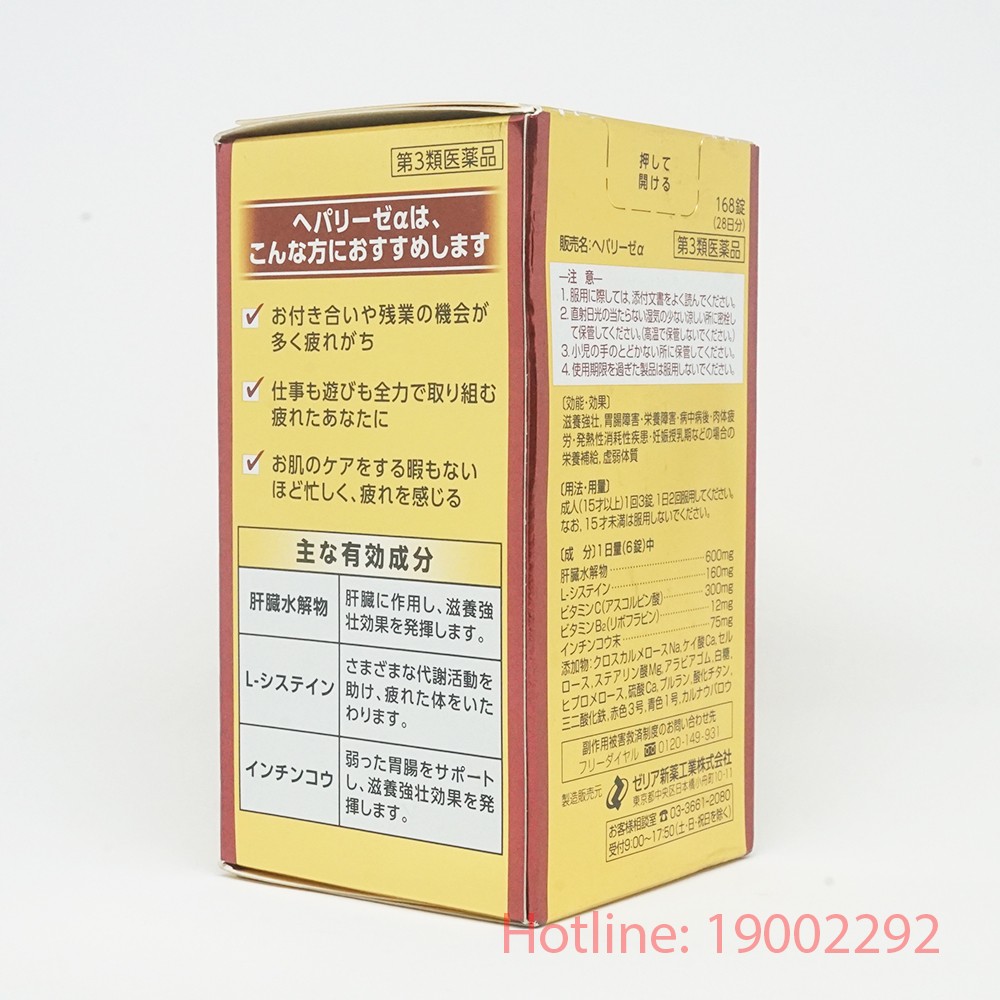 第3類医薬品
ヘパリーゼαは、
こんな方におすすめします
お付き合いや残業の機会が
多く疲れがち
仕事も遊びも全力で取り組む
疲れたあなたに
お肌のケアをする暇もない
ほど忙しく、疲れを感じる
主な有効成分
肝臓水解物
肝臓に作用し、滋養強
壮効果を発揮します。
L-システイン
さまざまな代謝活動を
助け、疲れた体をいた
わります。
インチンコウ
弱った胃腸をサポート
し、滋養強壮効果を発
揮します。
押して
開ける
168錠
(28日分)
販売名:ヘパリーゼα
第3類医薬品
―注 意―
1. 服用に際しては、添付文書をよく読んでください。
2. 直射日光の当たらない湿気の少ない涼しい所に密栓し
て保管してください。(高温で保管しないでください。)
3. 小児の手のとどかない所に保管してください。
4. 使用期限を過ぎた製品は服用しないでください。
〔効能・効果〕
滋養強壮、胃腸障害・栄養障害・病中病後・肉体疲
労・発熱性消耗性疾患・妊娠授乳期などの場合の
栄養補給、虚弱体質
〔用法・用量〕
成人(15才以上)1回3錠、1日2回服用してください。
なお、15才未満は服用しないでください。
〔成 分〕1日量(6錠)中
肝臓水解物 600mg
L-システイン 160mg
ビタミンC(アスコルビン酸) 300mg
ビタミンB2(リボフラビン) 12mg
インチンコウ末 75mg
添加物:クロスカルメロースNa、ケイ酸Ca、セル
ロース、ステアリン酸Mg、アラビアゴム、白糖、
ヒプロメロース、硫酸Ca、プルラン、酸化チタン、
三二酸化鉄、赤色3号、青色1号、カルナウバロウ
副作用被害救済制度のお問い合わせ先
フリーダイヤル 0120-149-931
製造販売元 ゼリア新薬工業株式会社
東京都中央区日本橋小舟町10-11
お客様相談室 ☎03-3661-2080
受付9:00~17:50(土・日・祝日を除く)
Hotline: 19002292